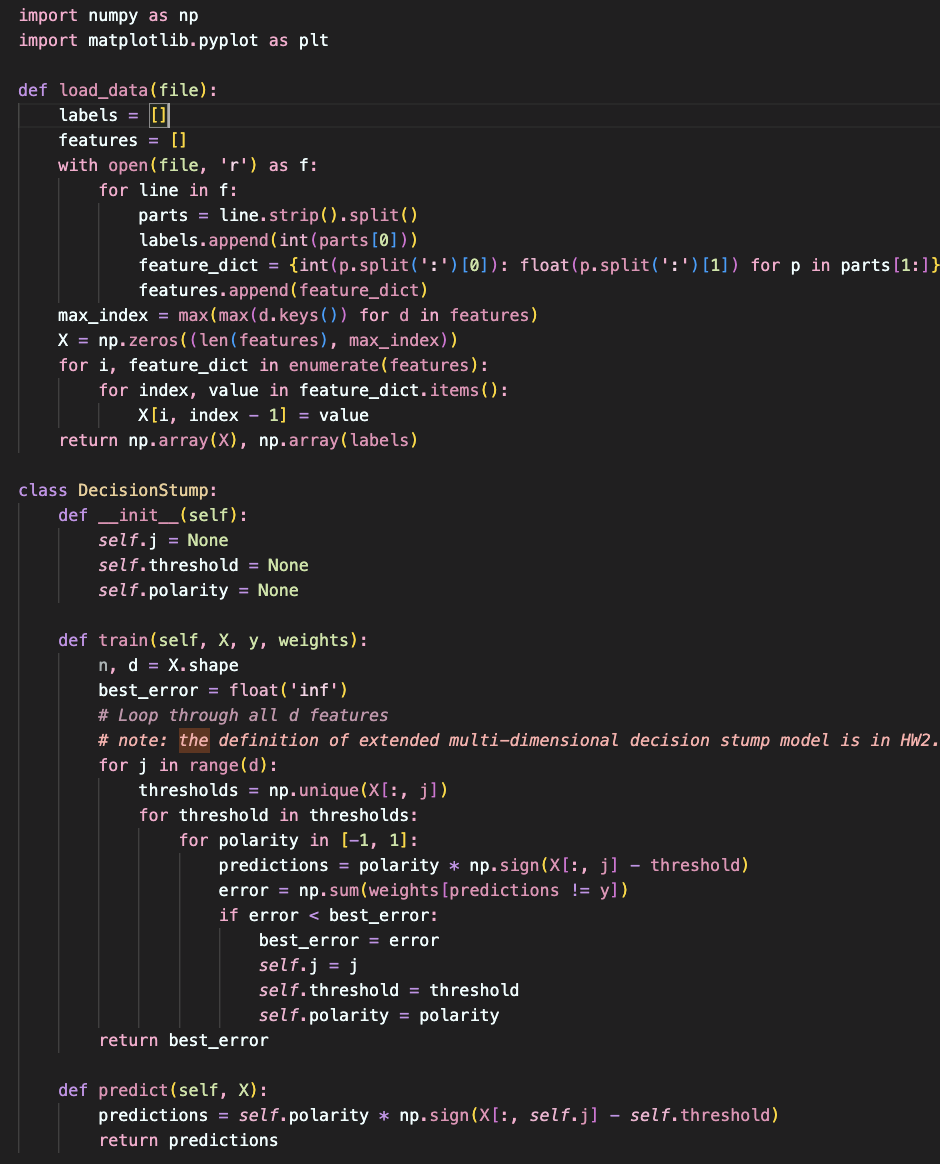 import numpy as np
import matplotlib.pyplot as plt

def load_data(file):
    labels = []
    features = []
    with open(file, 'r') as f:
        for line in f:
            parts = line.strip().split()
            labels.append(int(parts[0]))
            feature_dict = {int(p.split(':')[0]): float(p.split(':')[1]) for p in parts[1:]}
            features.append(feature_dict)
    max_index = max(max(d.keys()) for d in features)
    X = np.zeros((len(features), max_index))
    for i, feature_dict in enumerate(features):
        for index, value in feature_dict.items():
            X[i, index - 1] = value
    return np.array(X), np.array(labels)

class DecisionStump:
    def __init__(self):
        self.j = None
        self.threshold = None
        self.polarity = None

    def train(self, X, y, weights):
        n, d = X.shape
        best_error = float('inf')
        # Loop through all d features
        # note: the definition of extended multi-dimensional decision stump model is in HW2.
        for j in range(d):
            thresholds = np.unique(X[:, j])
            for threshold in thresholds:
                for polarity in [-1, 1]:
                    predictions = polarity * np.sign(X[:, j] - threshold)
                    error = np.sum(weights[predictions != y])
                    if error < best_error:
                        best_error = error
                        self.j = j
                        self.threshold = threshold
                        self.polarity = polarity
        return best_error

    def predict(self, X):
        predictions = self.polarity * np.sign(X[:, self.j] - self.threshold)
        return predictions